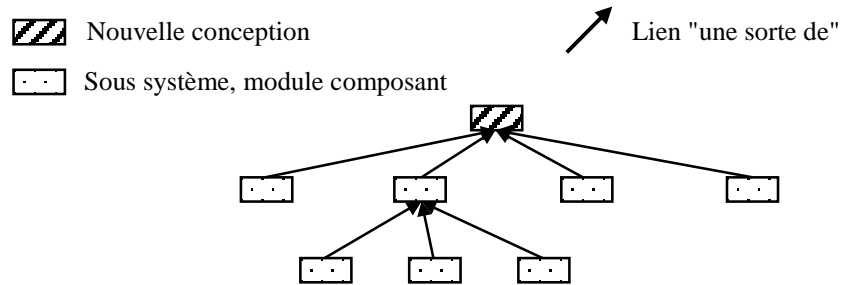 Nouvelle conception
Lien "une sorte de"
Sous système, module composant